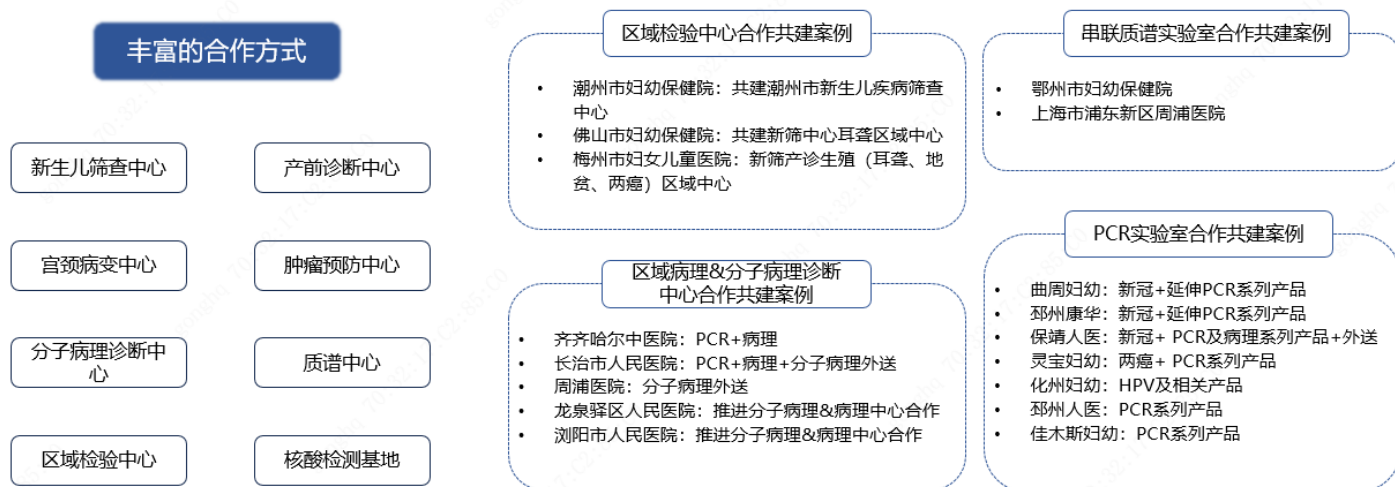 丰富的合作方式
新生儿筛查中心
产前诊断中心
宫颈病变中心
肿瘤预防中心
分子病理诊断中
心
质谱中心
区域检验中心
核酸检测基地
区域检验中心合作共建案例
• 潮州市妇幼保健院：共建潮州市新生儿疾病筛查
中心
• 佛山市妇幼保健院：共建新筛中心耳聋区域中心
• 梅州市妇女儿童医院：新筛产诊生殖（耳聋、地
贫、两癌）区域中心
串联质谱实验室合作共建案例
• 鄂州市妇幼保健院
• 上海市浦东新区周浦医院
区域病理&分子病理诊断
中心合作共建案例
• 齐齐哈尔中医院：PCR+病理
• 长治市人民医院：PCR+病理+分子病理外送
• 周浦医院：分子病理外送
• 龙泉驿区人民医院：推进分子病理&病理中心合作
• 浏阳市人民医院：推进分子病理&病理中心合作
PCR实验室合作共建案例
• 曲周妇幼：新冠+延伸PCR系列产品
• 邳州康华：新冠+延伸PCR系列产品
• 保靖人医：新冠+ PCR及病理系列产品+外送
• 灵宝妇幼：两癌+ PCR系列产品
• 化州妇幼：HPV及相关产品
• 邳州人医：PCR系列产品
• 佳木斯妇幼：PCR系列产品